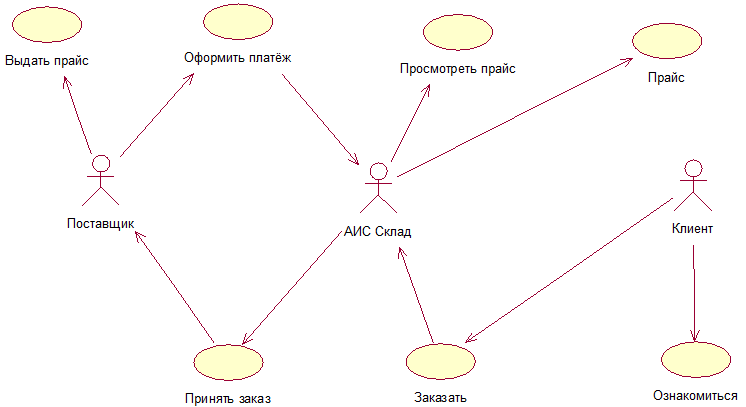 Выдать прайс
Оформить платёж
Просмотреть прайс
Прайс
Поставщик
АИС Склад
Клиент
Принять заказ
Заказать
Ознакомиться